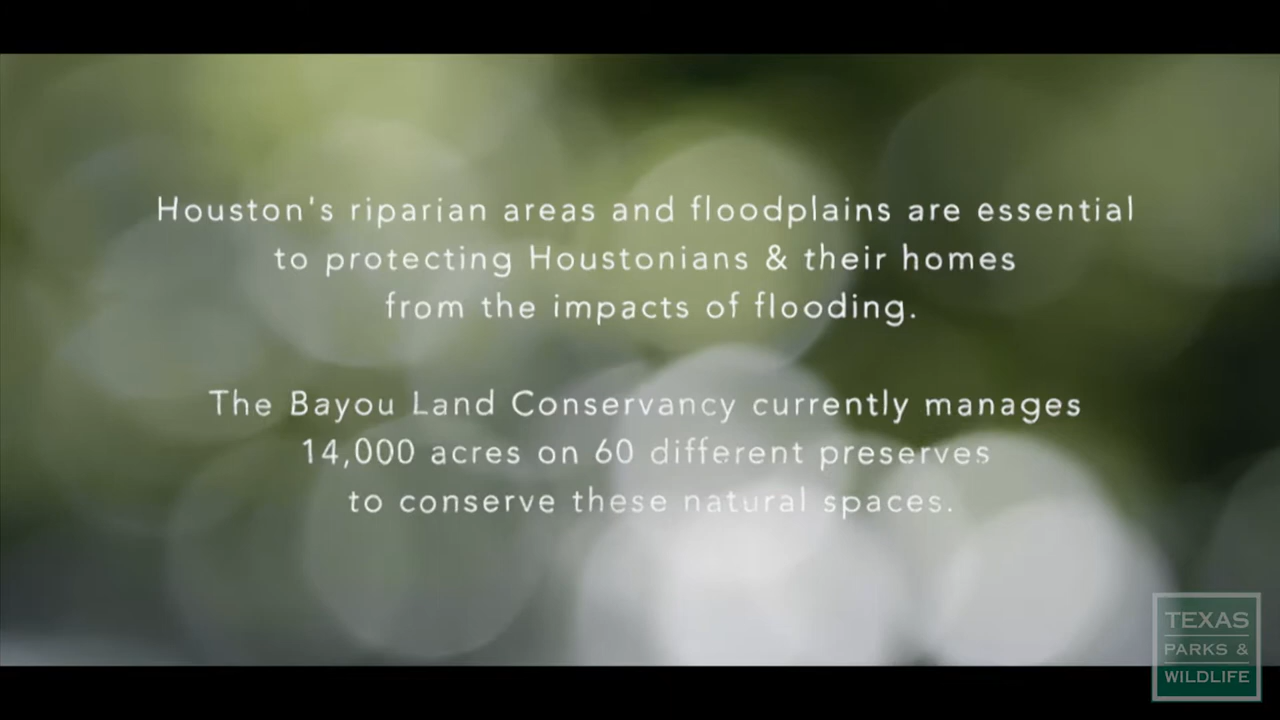 Houston's riparian areas and floodplains are essential
to protecting Houstonians & their homes
from the impacts of flooding.
The Bayou Land Conservancy currently manages
14,000 acres on 60 different preserves
to conserve these natural spaces.
TEXAS
PARKS &
WILDLIFE